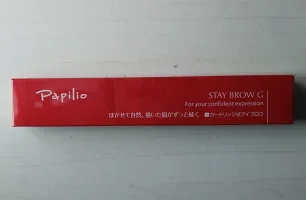 Papilio
STAY BROW G
For your confident expression
ぼかせて自然。描いた眉がずっと続く ■カートリッジ式アイブロウ